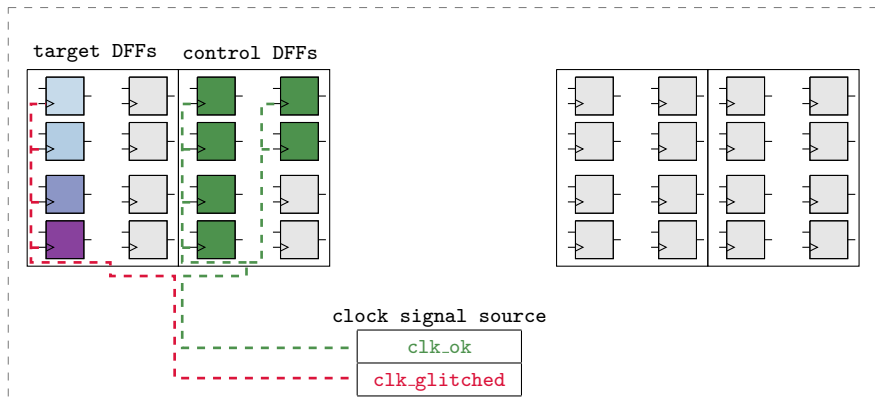 target DFFs
control DFFs
clock signal source
clk_ok
clk_glitched